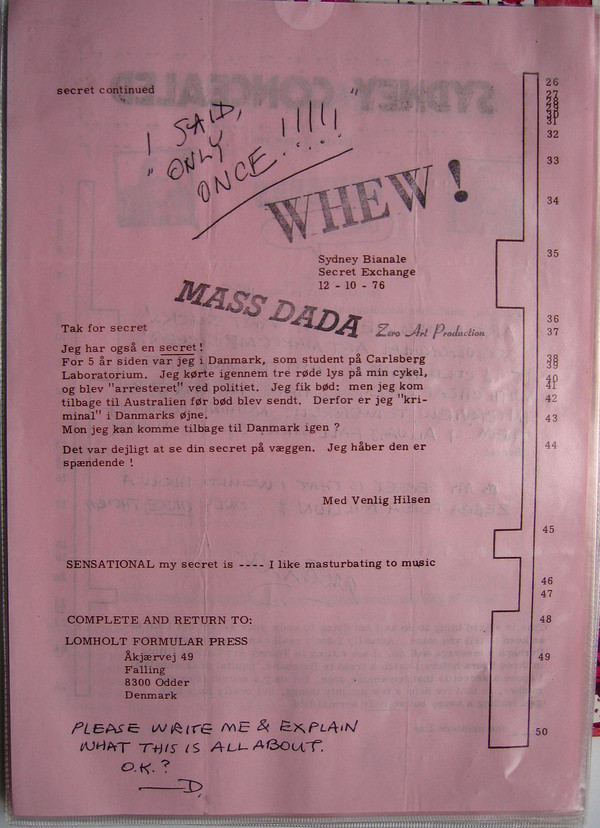 secret continued
I SAID,
"ONLY
ONCE.!!!!!"
WHEW!
Sydney Bianale
Secret Exchange
12 - 10 - 76
MASS DADA
Zero Art Production
Tak for secret
Jeg har også en secret!
For 5 år siden var jeg i Danmark, som student på Carlsberg
Laboratorium. Jeg kørte igennem tre røde lys på min cykel,
og blev "arresteret" ved politiet. Jeg fik bød: men jeg kom
tilbage til Australien før bød blev sendt. Derfor er jeg "kri-
minal" i Danmarks øjne.
Mon jeg kan komme tilbage til Danmark igen ?
Det var dejligt at se din secret på væggen. Jeg håber den er
spændende !
Med Venlig Hilsen
SENSATIONAL my secret is ---- I like masturbating to music
COMPLETE AND RETURN TO:
LOMHOLT FORMULAR PRESS
Åkjærvej 49
Falling
8300 Odder
Denmark
PLEASE WRITE ME & EXPLAIN
WHAT THIS IS ALL ABOUT.
O.K.?
—D.
26
27
28
29
30
31
32
33
34
35
36
37
38
39
40
41
42
43
44
45
46
47
48
49
50
SYDNEY CONCEALED